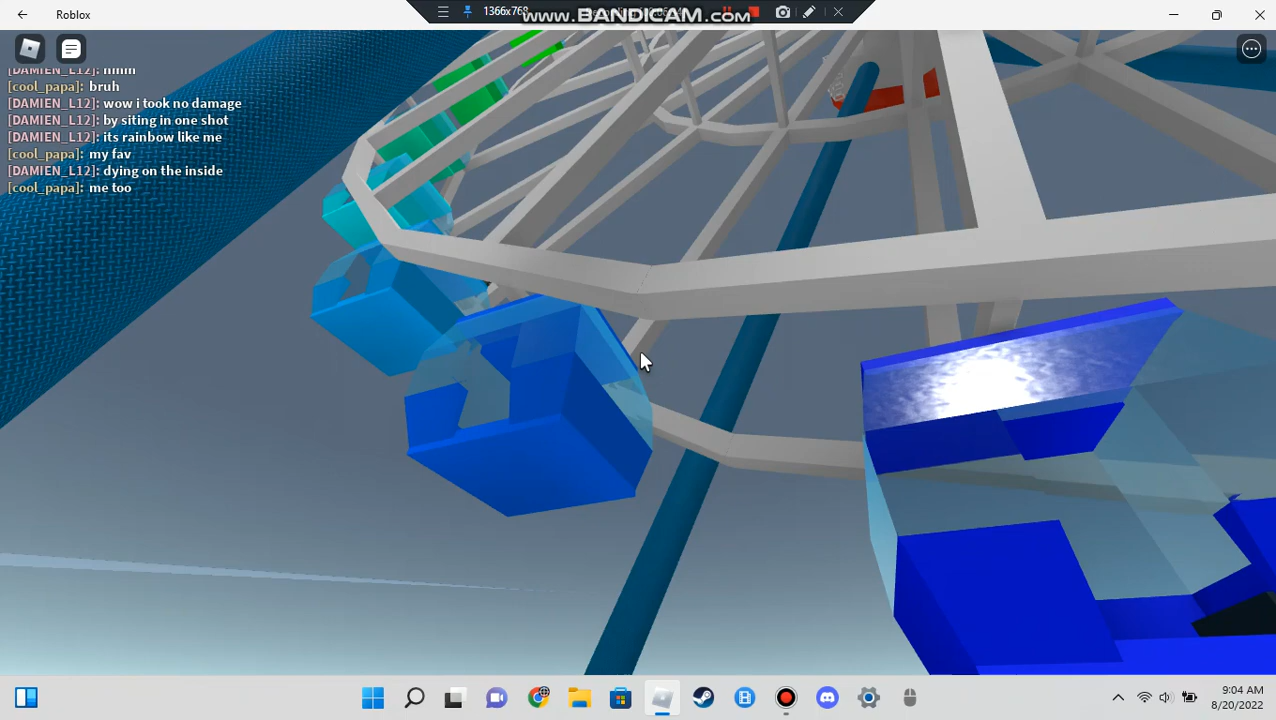 Roblox
1366x768
www.BANDICAM.com
[DAMIEN_L12]:
[cool_papa]: bruh
[DAMIEN_L12]: wow i took no damage
[DAMIEN_L12]: by siting in one shot
[DAMIEN_L12]: its rainbow like me
[cool_papa]: my fav
[DAMIEN_L12]: dying on the inside
[cool_papa]: me too
9:04 AM
8/20/2022